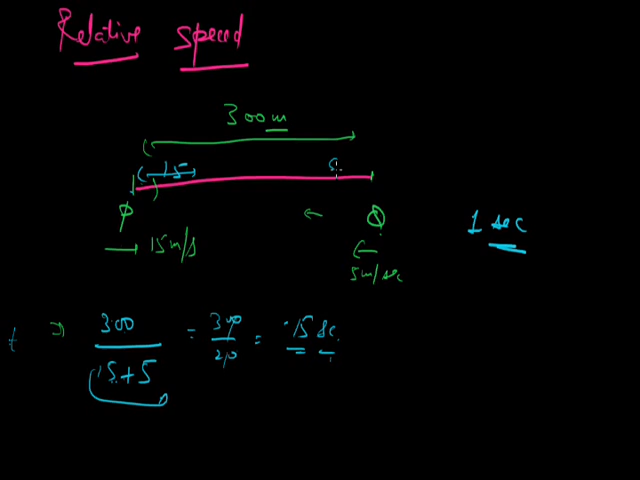 Relative speed
300m
15
P Q 1 sec
15m/s
5m/sec
t ⇒ 300/15+5 = 300/20 = 15 sec.